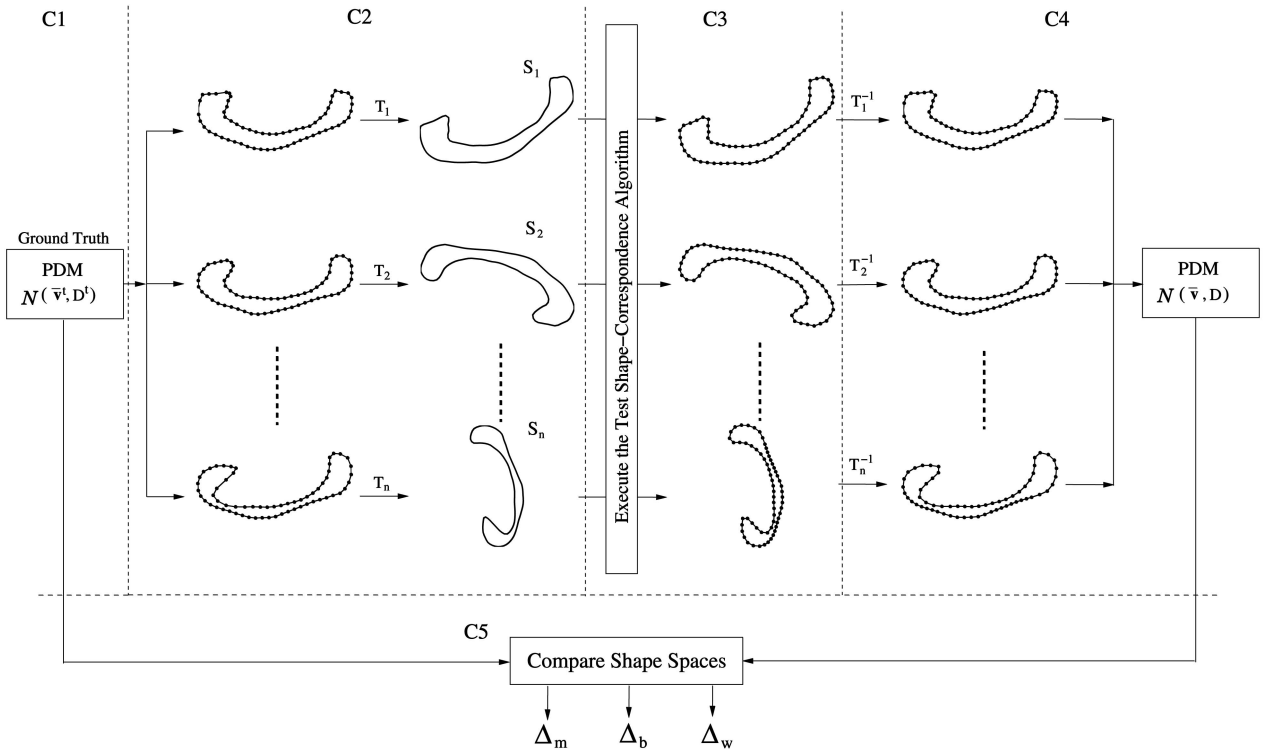 C1
C2
C3
C4
S₁
T₁
T₁⁻¹
Ground Truth
PDM
N(v̄ᵗ, Dᵗ)
S₂
T₂
T₂⁻¹
PDM
N(v̄, D)
Execute the Test Shape−Correspondence Algorithm
Sₙ
Tₙ
Tₙ⁻¹
C5
Compare Shape Spaces
Δm
Δb
Δw